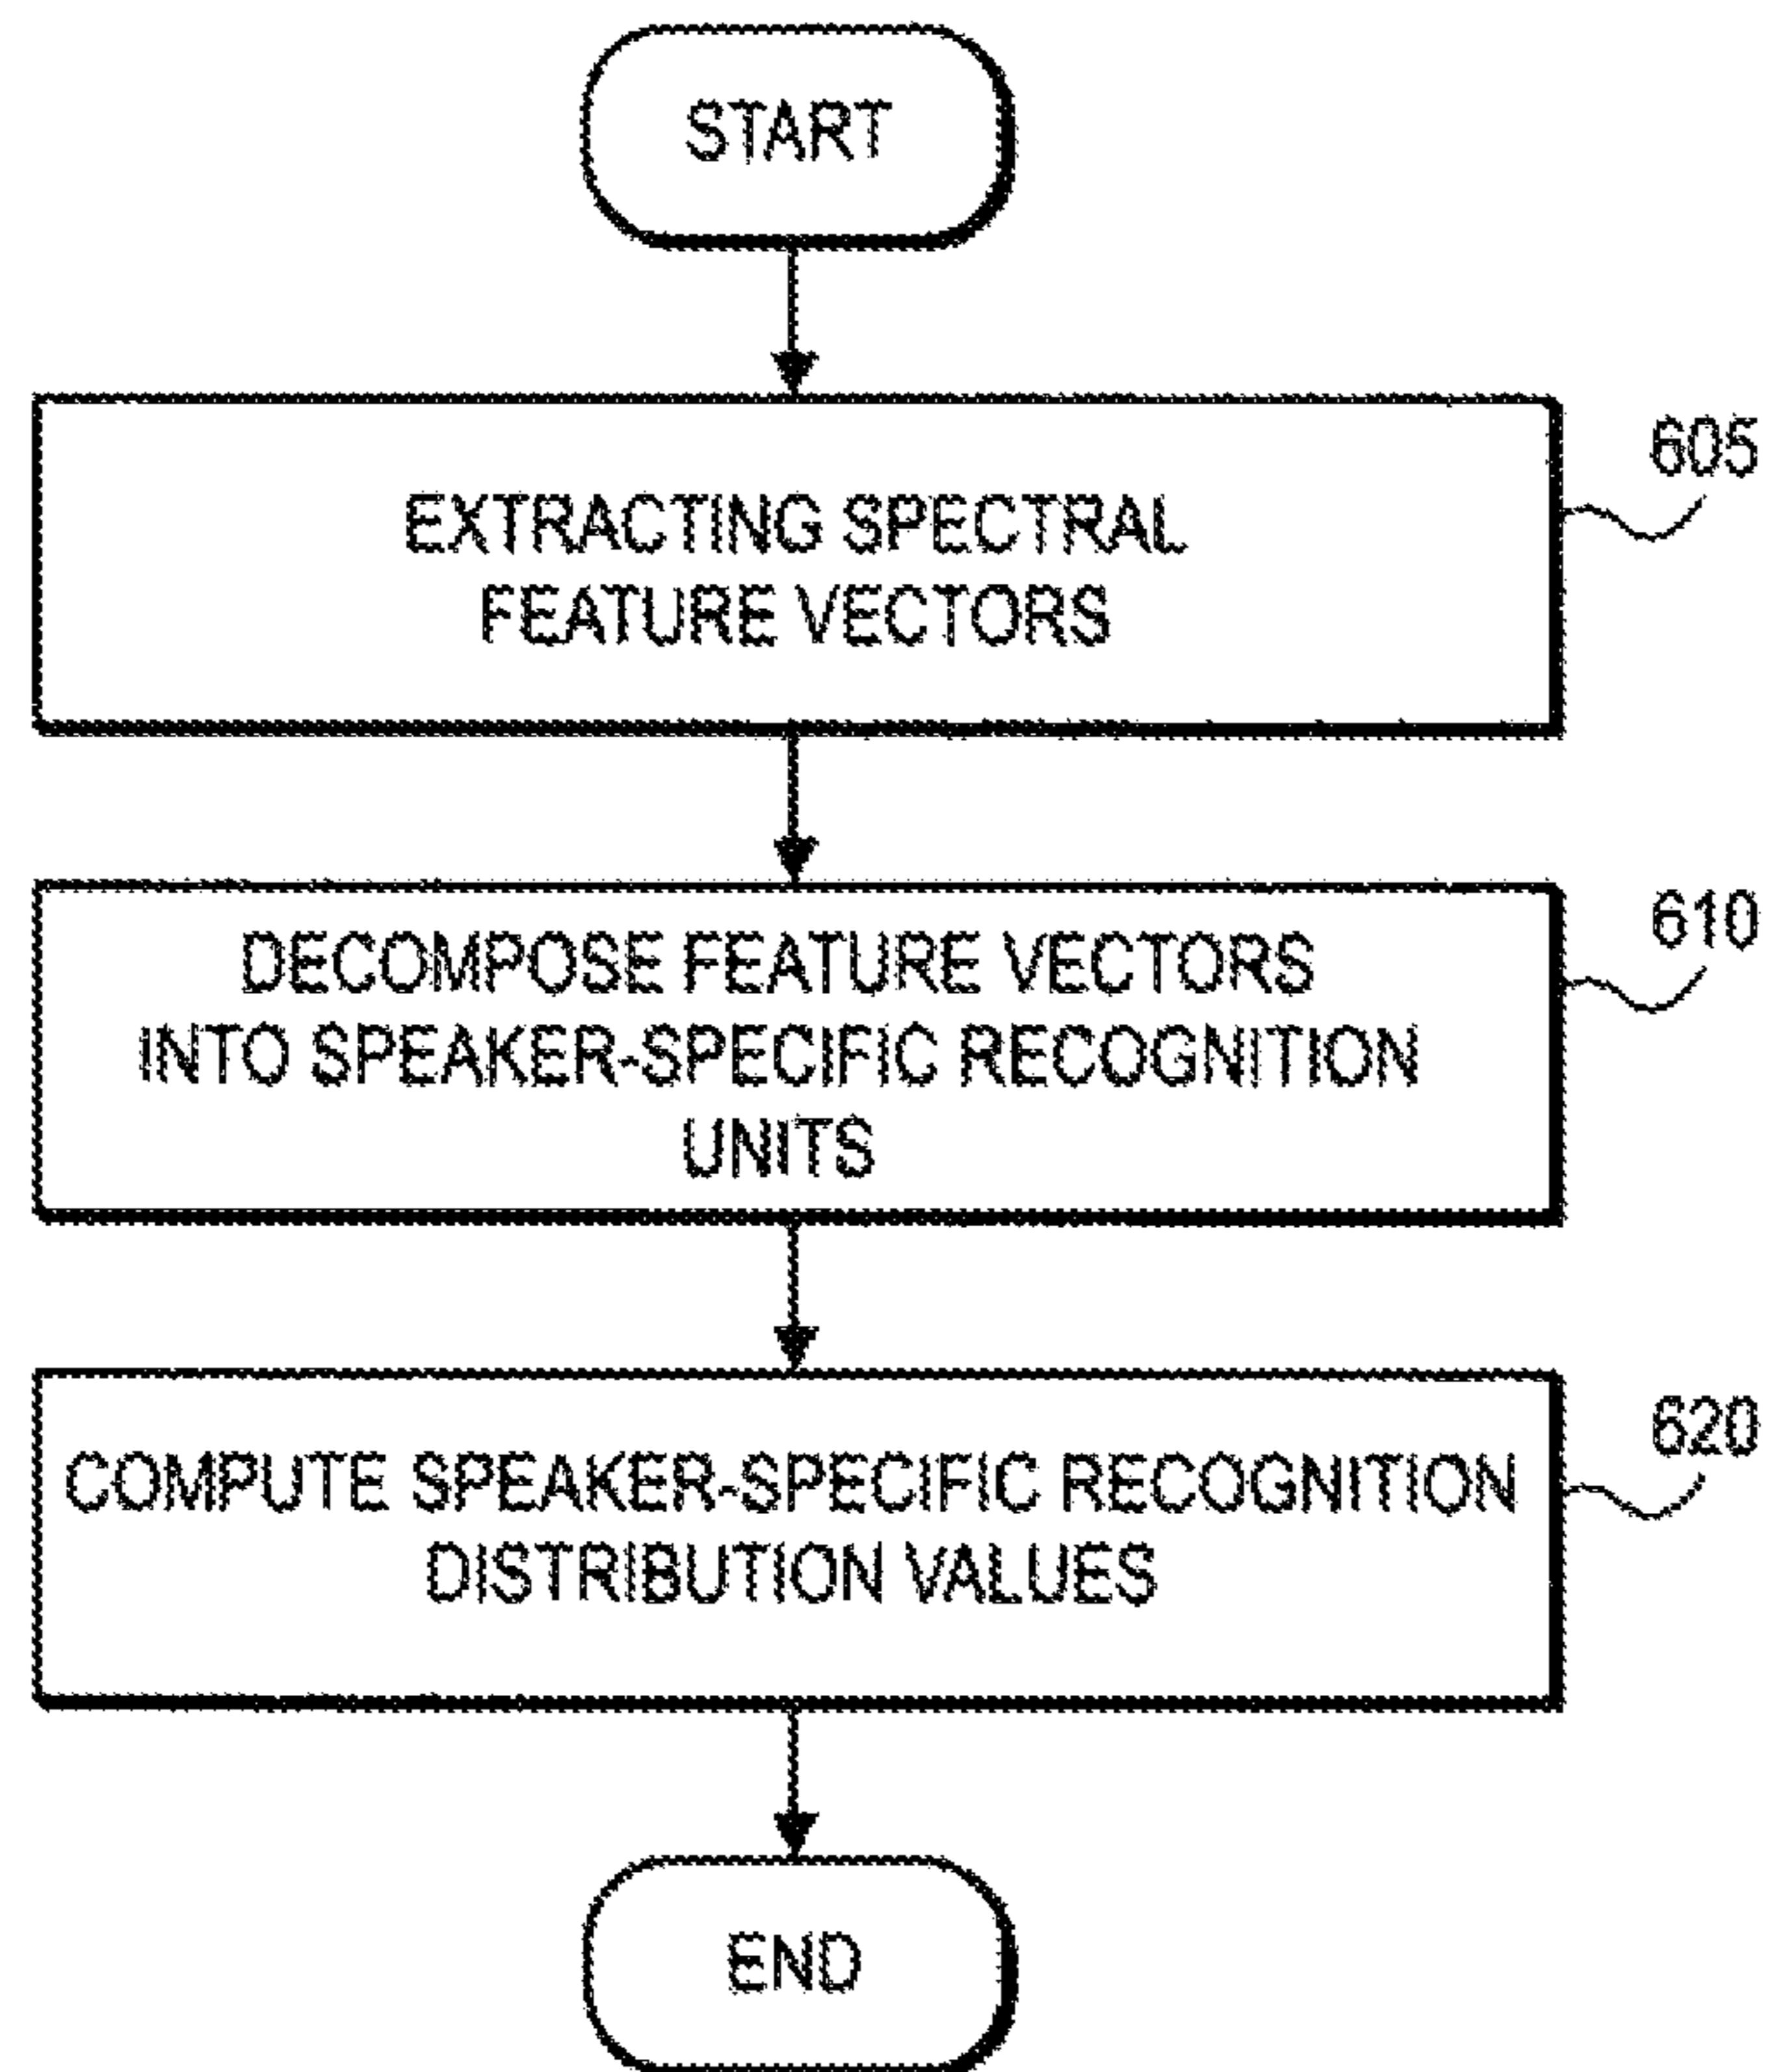 START
605
EXTRACTING SPECTRAL
FEATURE VECTORS
610
DECOMPOSE FEATURE VECTORS
INTO SPEAKER-SPECIFIC RECOGNITION
UNITS
620
COMPUTE SPEAKER-SPECIFIC RECOGNITION
DISTRIBUTION VALUES
END